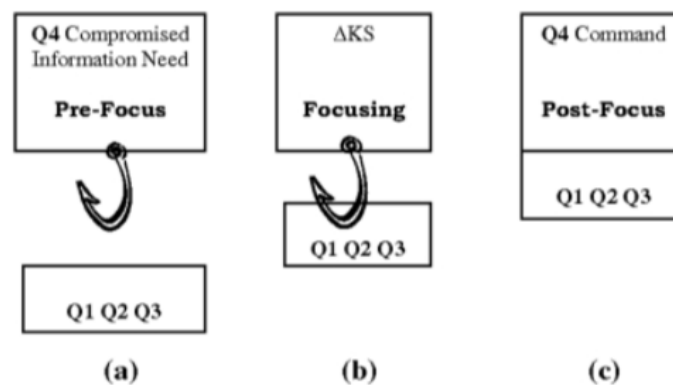 Q4 Compromised
Information Need
Pre-Focus
Q1 Q2 Q3
(a)
ΔKS
Focusing
Q1 Q2 Q3
(b)
Q4 Command
Post-Focus
Q1 Q2 Q3
(c)